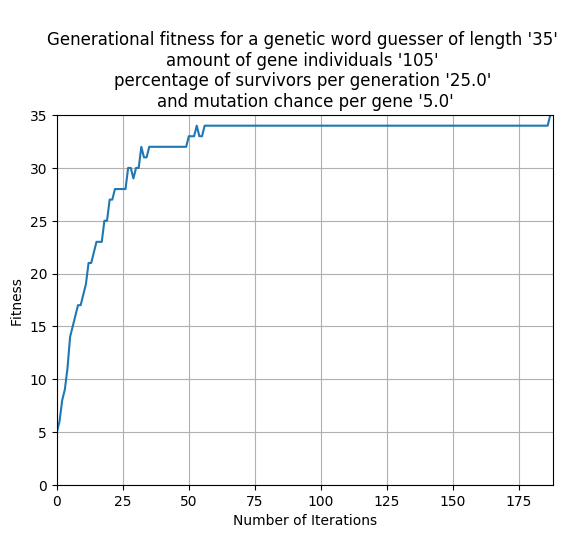 Generational fitness for a genetic word guesser of length '35'
amount of gene individuals '105'
percentage of survivors per generation '25.0'
and mutation chance per gene '5.0'
35
30
25
20
15
10
5
0
Fitness
0 25 50 75 100 125 150 175
Number of Iterations